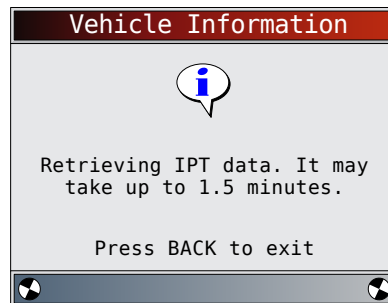 Vehicle Information
Retrieving IPT data. It may
take up to 1.5 minutes.
Press BACK to exit